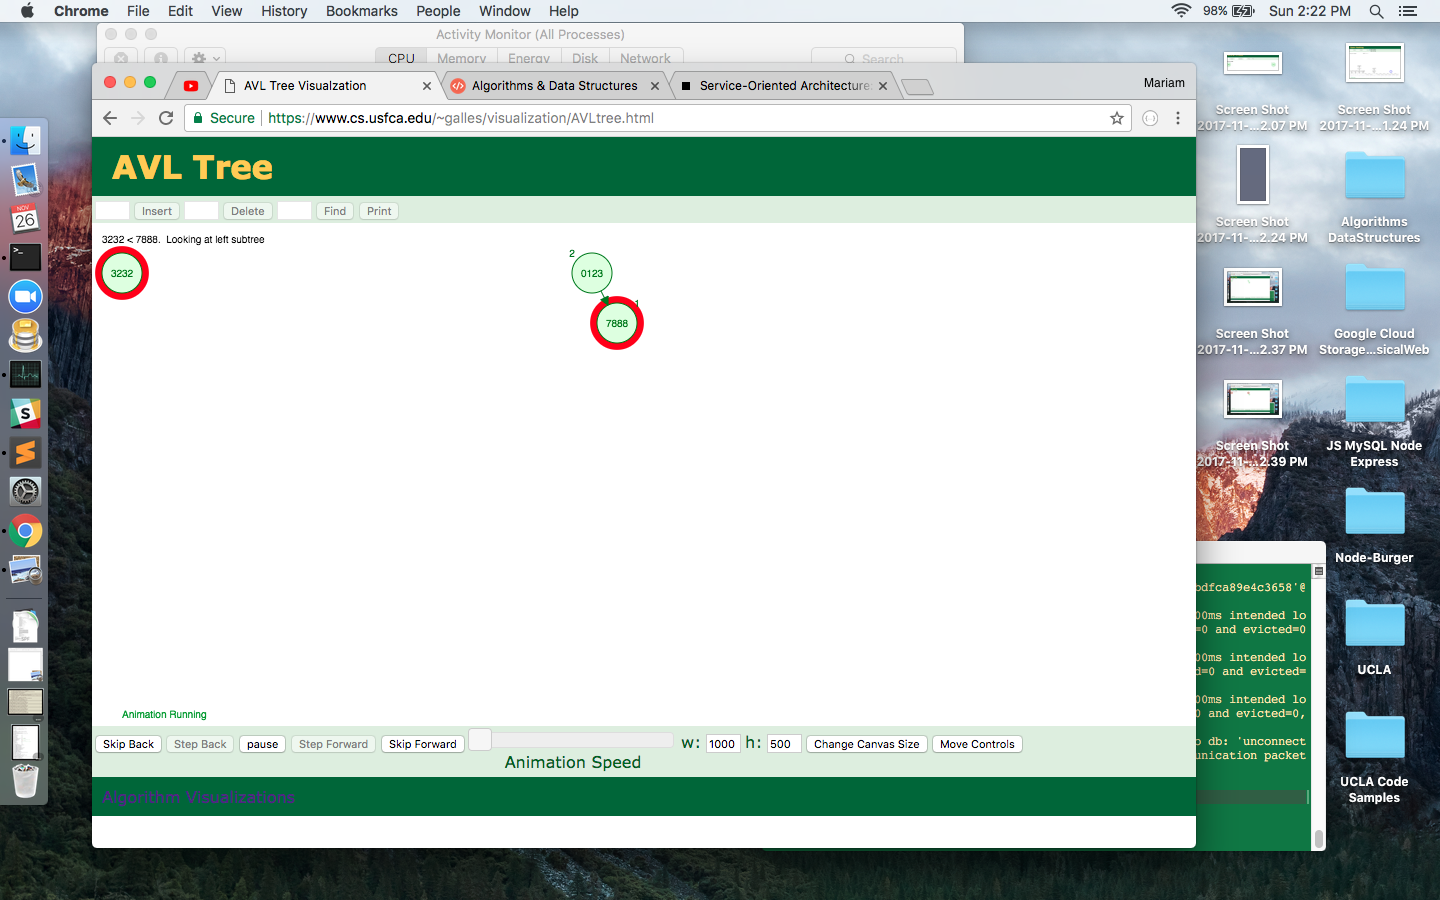 Chrome File Edit View History Bookmarks People Window Help 98% Sun 2:22 PM
Activity Monitor (All Processes)
CPU Memory Energy Disk Network Search
AVL Tree Visualzation Algorithms & Data Structures Service-Oriented Architecture: Mariam
Secure https://www.cs.usfca.edu/~galles/visualization/AVLtree.html
AVL Tree
Insert Delete Find Print
3232 < 7888. Looking at left subtree
3232
2
0123
1
7888
Animation Running
Skip Back Step Back pause Step Forward Skip Forward w: 1000 h: 500 Change Canvas Size Move Controls
Animation Speed
Algorithm Visualizations
NOV
26
Screen Shot
2017-11-...2.07 PM
Screen Shot
2017-11-...1.24 PM
Screen Shot
2017-11-...2.24 PM
Algorithms
DataStructures
Screen Shot
2017-11-...2.37 PM
Google Cloud
Storage...sicalWeb
Screen Shot
2017-11-...2.39 PM
JS MySQL Node
Express
Node-Burger
UCLA
UCLA Code
Samples
odfca89e4c3658'@
00ms intended lo
=0 and evicted=0
00ms intended lo
d=0 and evicted=
00ms intended lo
0 and evicted=0,
o db: 'unconnect
unication packet